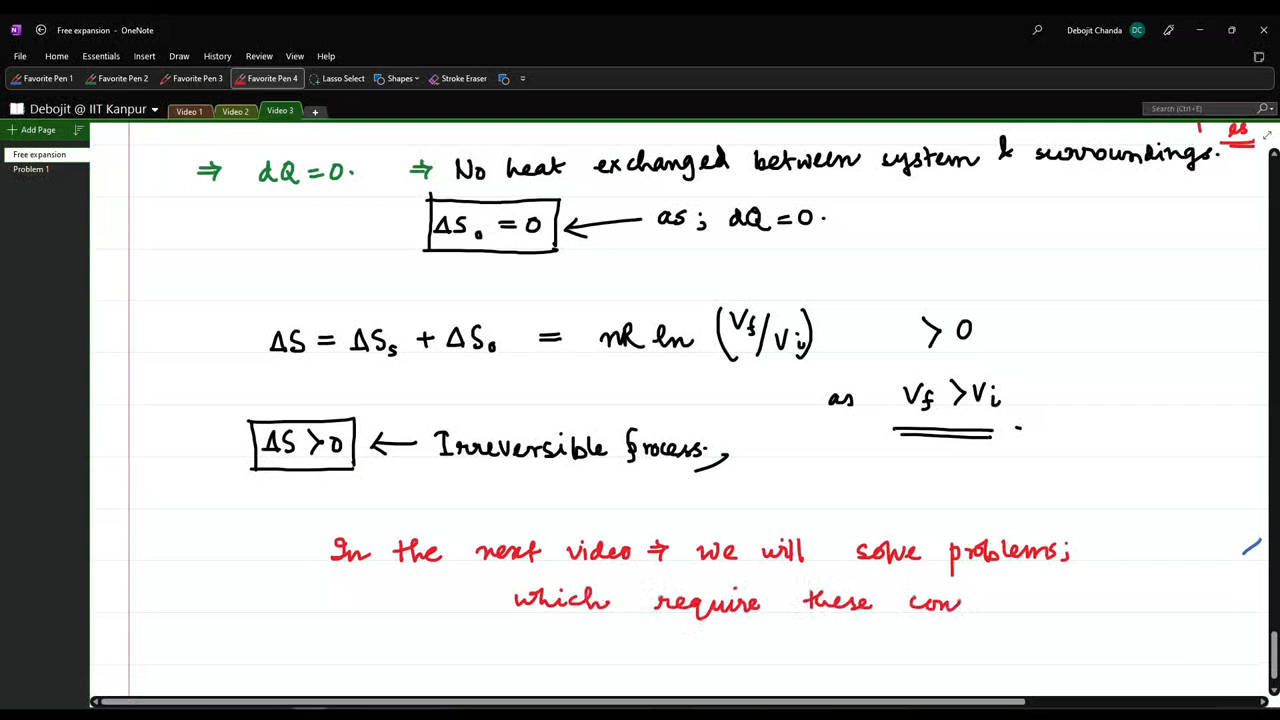 Free expansion - OneNote
Debojit Chanda DC
File Home Essentials Insert Draw History Review View Help
Favorite Pen 1 Favorite Pen 2 Favorite Pen 3 Favorite Pen 4 Lasso Select Shapes Stroke Eraser
Debojit @ IIT Kanpur Video 1 Video 2 Video 3 + Search (Ctrl+E)
+ Add Page
Free expansion
Problem 1
as
⇒ dQ = 0. ⇒ No heat exchanged between system & surroundings.
ΔS₀ = 0 ← as; dQ = 0.
ΔS = ΔSₛ + ΔS₀ = nR ln (Vf/Vi) > 0
as Vf > Vi.
ΔS > 0 ← Irreversible process.
In the next video → we will solve problems;
which require these con